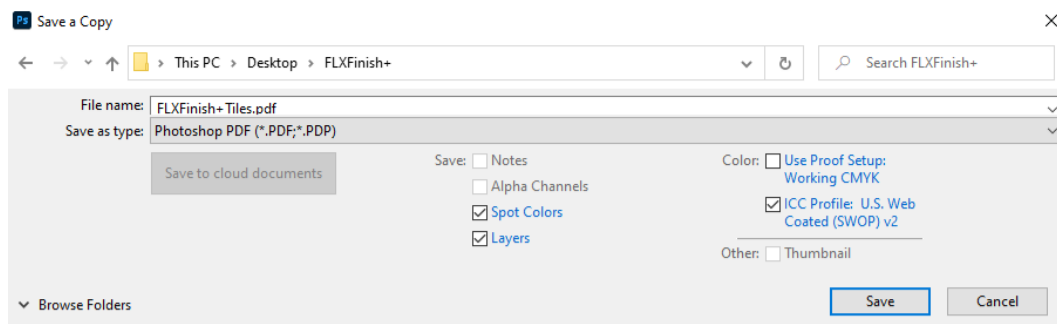 Ps Save a Copy
This PC > Desktop > FLXFinish+
Search FLXFinish+
File name: FLXFinish+Tiles.pdf
Save as type: Photoshop PDF (*.PDF;*.PDP)
Save to cloud documents
Save: Notes
Alpha Channels
Spot Colors
Layers
Color: Use Proof Setup:
Working CMYK
ICC Profile: U.S. Web
Coated (SWOP) v2
Other: Thumbnail
Browse Folders
Save
Cancel